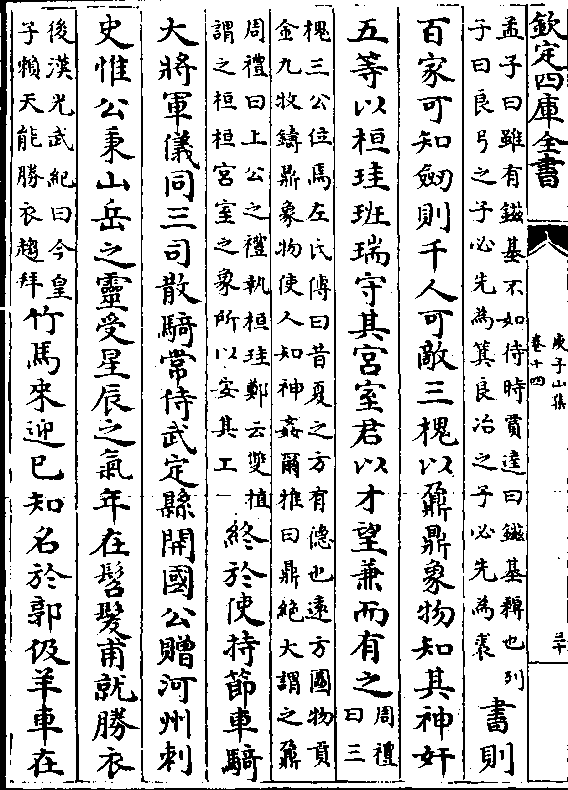 欽定四庫全書
庾子山集
卷十四
三十
孟子曰雖有鎡基不如待時賈逵曰鎡基耨也列
子曰良弓之子必先為箕良冶之子必先為裘
書則
百家可知劒則千人可敵三槐以鼐鼎象物知其神奸
五等以桓珪班瑞守其宮室君以才望兼而有之
周禮
曰三
槐三公位焉左氏傳曰昔夏之方有德也遠方圖物貢
金九牧鑄鼎象物使人知神姦爾雅曰鼎絶大謂之鼐
周禮曰上公之禮執桓珪鄭云雙植
謂之桓桓宮室之象所以安其工
終於使持節車騎
大將軍儀同三司散騎常侍武定縣開國公贈河州刺
史惟公秉山岳之靈受星辰之氣年在髫髮甫就勝衣
後漢光武紀曰今皇
子賴天能勝衣趨拜
竹馬來迎已知名於郭伋羊車在